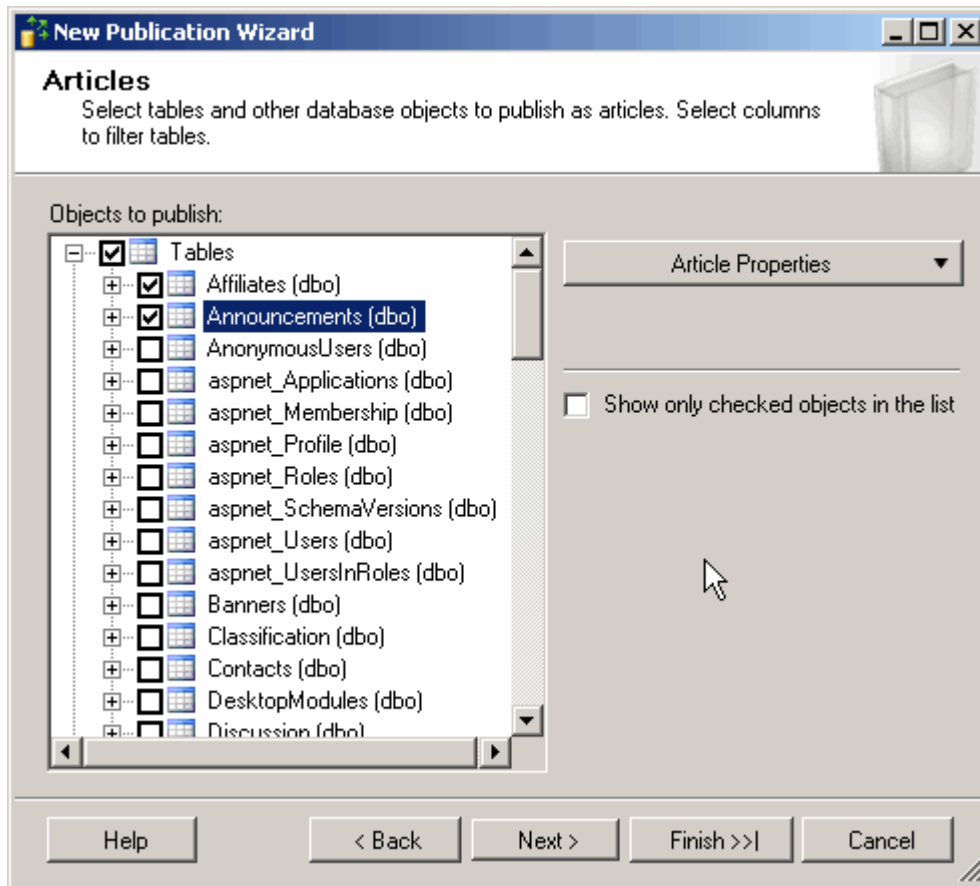 New Publication Wizard
Articles
Select tables and other database objects to publish as articles. Select columns
to filter tables.
Objects to publish:
Tables
Affiliates (dbo)
Announcements (dbo)
AnonymousUsers (dbo)
aspnet_Applications (dbo)
aspnet_Membership (dbo)
aspnet_Profile (dbo)
aspnet_Roles (dbo)
aspnet_SchemaVersions (dbo)
aspnet_Users (dbo)
aspnet_UsersInRoles (dbo)
Banners (dbo)
Classification (dbo)
Contacts (dbo)
DesktopModules (dbo)
Discussion (dbo)
Article Properties
Show only checked objects in the list
Help
< Back
Next >
Finish >>|
Cancel